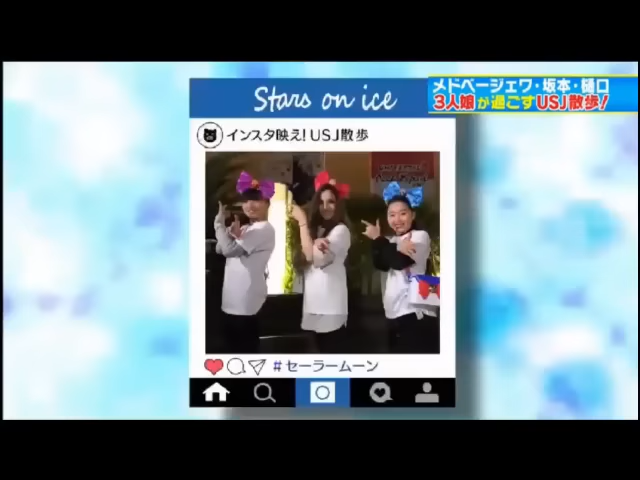 メドベージェワ・坂本・樋口
3人娘が過ごすUSJ散歩!
Stars on ice
インスタ映え!USJ散歩
#セーラームーン